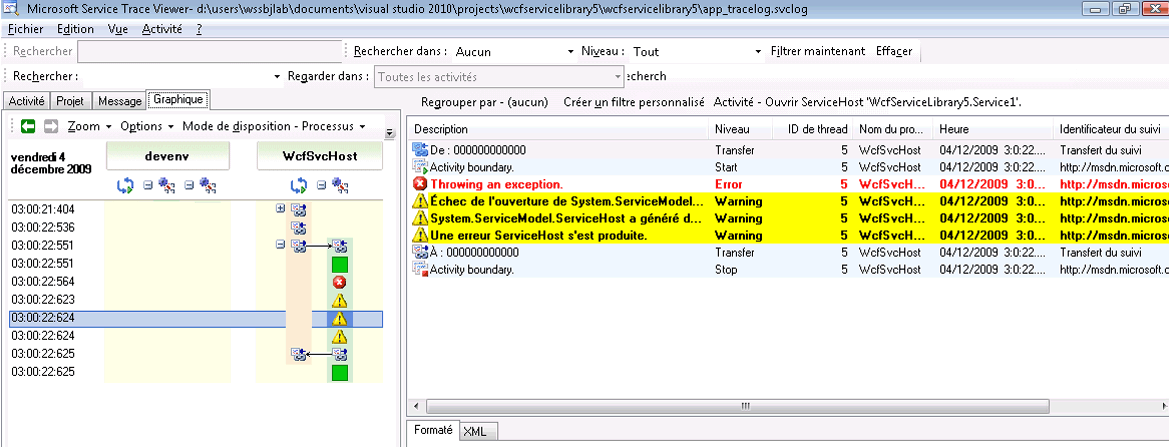 Microsoft Service Trace Viewer- d:\users\wssbjlab\documents\visual studio 2010\projects\wcfservicelibrary5\wcfservicelibrary5\app_tracelog.svclog
Fichier Edition Vue Activité ?
Rechercher Rechercher dans : Aucun Niveau : Tout Filtrer maintenant Effacer
Rechercher : Regarder dans : Toutes les activités echerch
Activité Projet Message Graphique
Regrouper par - (aucun) Créer un filtre personnalisé Activité - Ouvrir ServiceHost 'WcfServiceLibrary5.Service1'.
Zoom Options Mode de disposition - Processus
vendredi 4 décembre 2009
devenv WcfSvcHost
03:00:21:404
03:00:22:536
03:00:22:551
03:00:22:551
03:00:22:564
03:00:22:623
03:00:22:624
03:00:22:624
03:00:22:625
03:00:22:625
Description Niveau ID de thread Nom du pro... Heure Identificateur du suivi
De : 000000000000 Transfer 5 WcfSvcHost 04/12/2009 3:0:22.... Transfert du suivi
Activity boundary. Start 5 WcfSvcHost 04/12/2009 3:0:22.... http://msdn.microsoft.c
Throwing an exception. Error 5 WcfSvcH... 04/12/2009 3:0... http://msdn.micros
Échec de l'ouverture de System.ServiceModel... Warning 5 WcfSvcH... 04/12/2009 3:0... http://msdn.micros
System.ServiceModel.ServiceHost a généré d... Warning 5 WcfSvcH... 04/12/2009 3:0... http://msdn.micros
Une erreur ServiceHost s'est produite. Warning 5 WcfSvcH... 04/12/2009 3:0... http://msdn.micros
À : 000000000000 Transfer 5 WcfSvcHost 04/12/2009 3:0:22.... Transfert du suivi
Activity boundary. Stop 5 WcfSvcHost 04/12/2009 3:0:22.... http://msdn.microsoft.c
Formaté XML